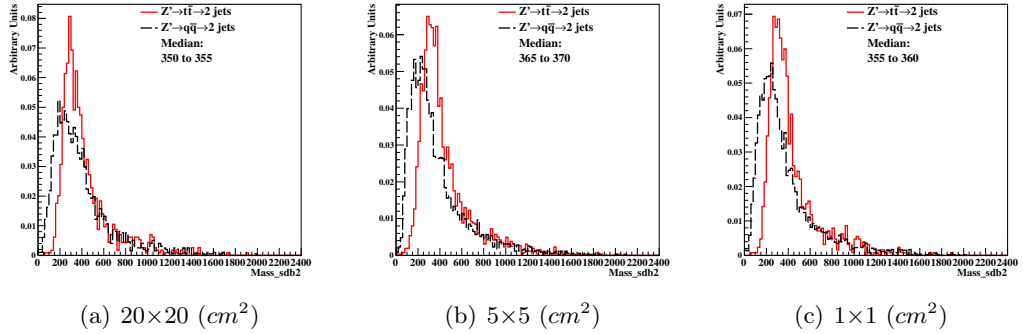 Z'→tt̄→2 jets
Z'→qq̄→2 jets
Median:
350 to 355
Arbitrary Units
0.08
0.07
0.06
0.05
0.04
0.03
0.02
0.01
0
0 200 400 600 800 1000 1200 1400 1600 1800 2000 2200 2400
Mass_sdb2
(a) 20×20 (cm²)
Z'→tt̄→2 jets
Z'→qq̄→2 jets
Median:
365 to 370
Arbitrary Units
0.06
0.05
0.04
0.03
0.02
0.01
0
0 200 400 600 800 1000 1200 1400 1600 1800 2000 2200 2400
Mass_sdb2
(b) 5×5 (cm²)
Z'→tt̄→2 jets
Z'→qq̄→2 jets
Median:
355 to 360
Arbitrary Units
0.07
0.06
0.05
0.04
0.03
0.02
0.01
0
0 200 400 600 800 1000 1200 1400 1600 1800 2000 2200 2400
Mass_sdb2
(c) 1×1 (cm²)